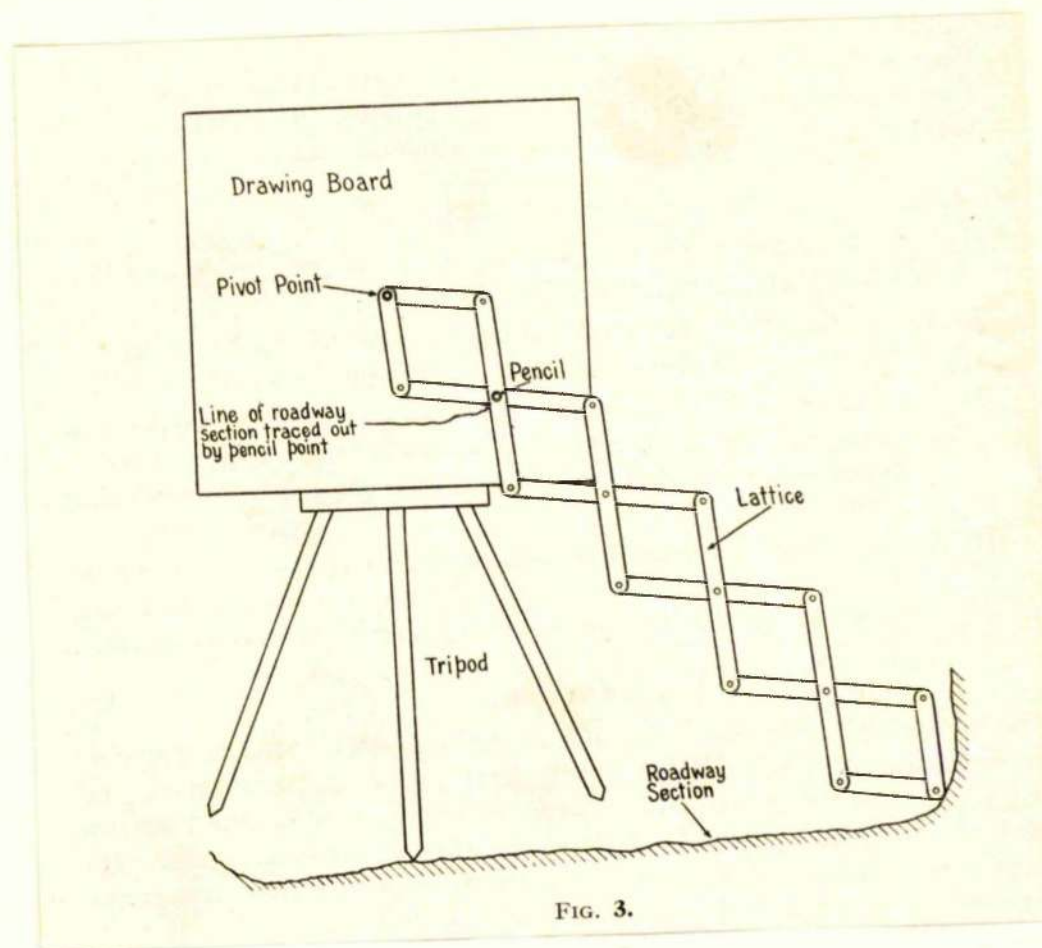 Drawing Board
Pivot Point
Pencil
Line of roadway
section traced out
by pencil point
Lattice
Tripod
Roadway
Section
FIG. 3.